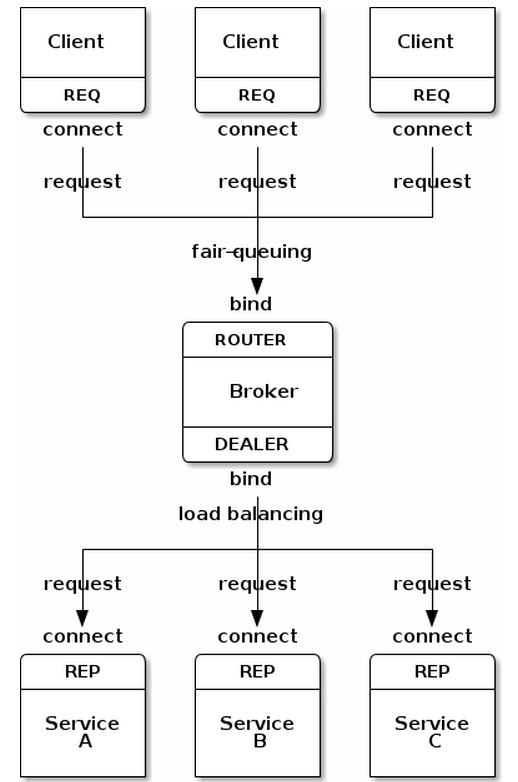 Client Client Client
REQ REQ REQ
connect connect connect
request request request
fair-queuing
bind
ROUTER
Broker
DEALER
bind
load balancing
request request request
connect connect connect
REP REP REP
Service Service Service
A B C